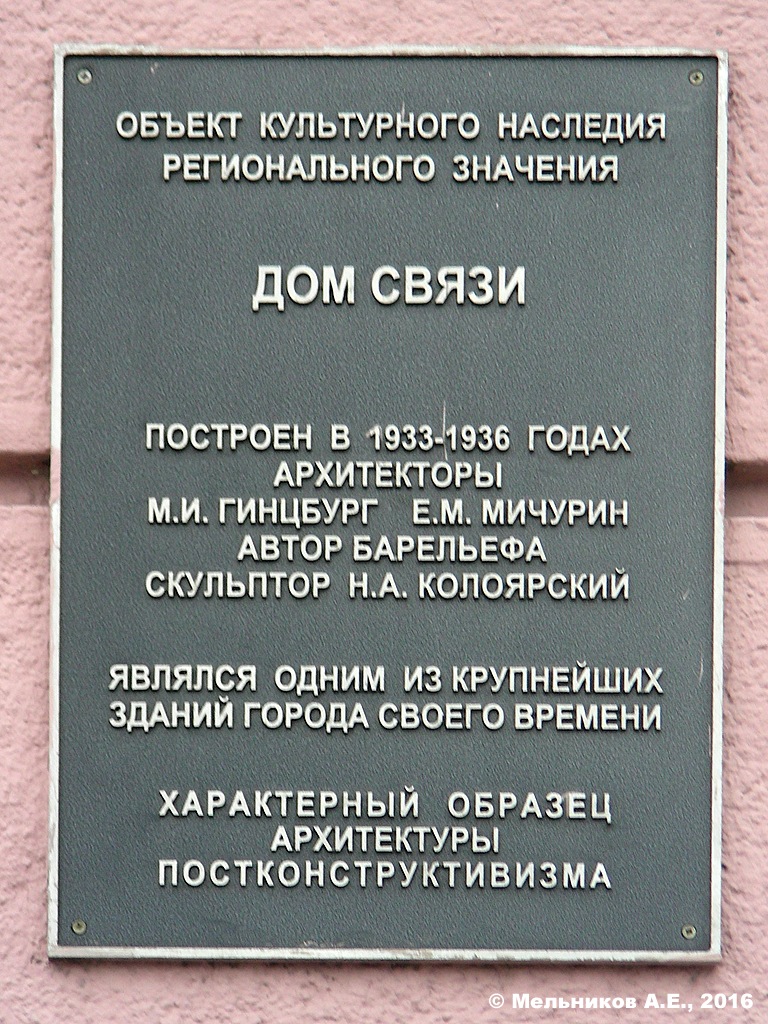 ОБЪЕКТ КУЛЬТУРНОГО НАСЛЕДИЯ
РЕГИОНАЛЬНОГО ЗНАЧЕНИЯ
ДОМ СВЯЗИ
ПОСТРОЕН В 1933-1936 ГОДАХ
АРХИТЕКТОРЫ
М.И. ГИНЦБУРГ Е.М. МИЧУРИН
АВТОР БАРЕЛЬЕФА
СКУЛЬПТОР Н.А. КОЛОЯРСКИЙ
ЯВЛЯЛСЯ ОДНИМ ИЗ КРУПНЕЙШИХ
ЗДАНИЙ ГОРОДА СВОЕГО ВРЕМЕНИ
ХАРАКТЕРНЫЙ ОБРАЗЕЦ
АРХИТЕКТУРЫ
ПОСТКОНСТРУКТИВИЗМА
© Мельников А.Е., 2016